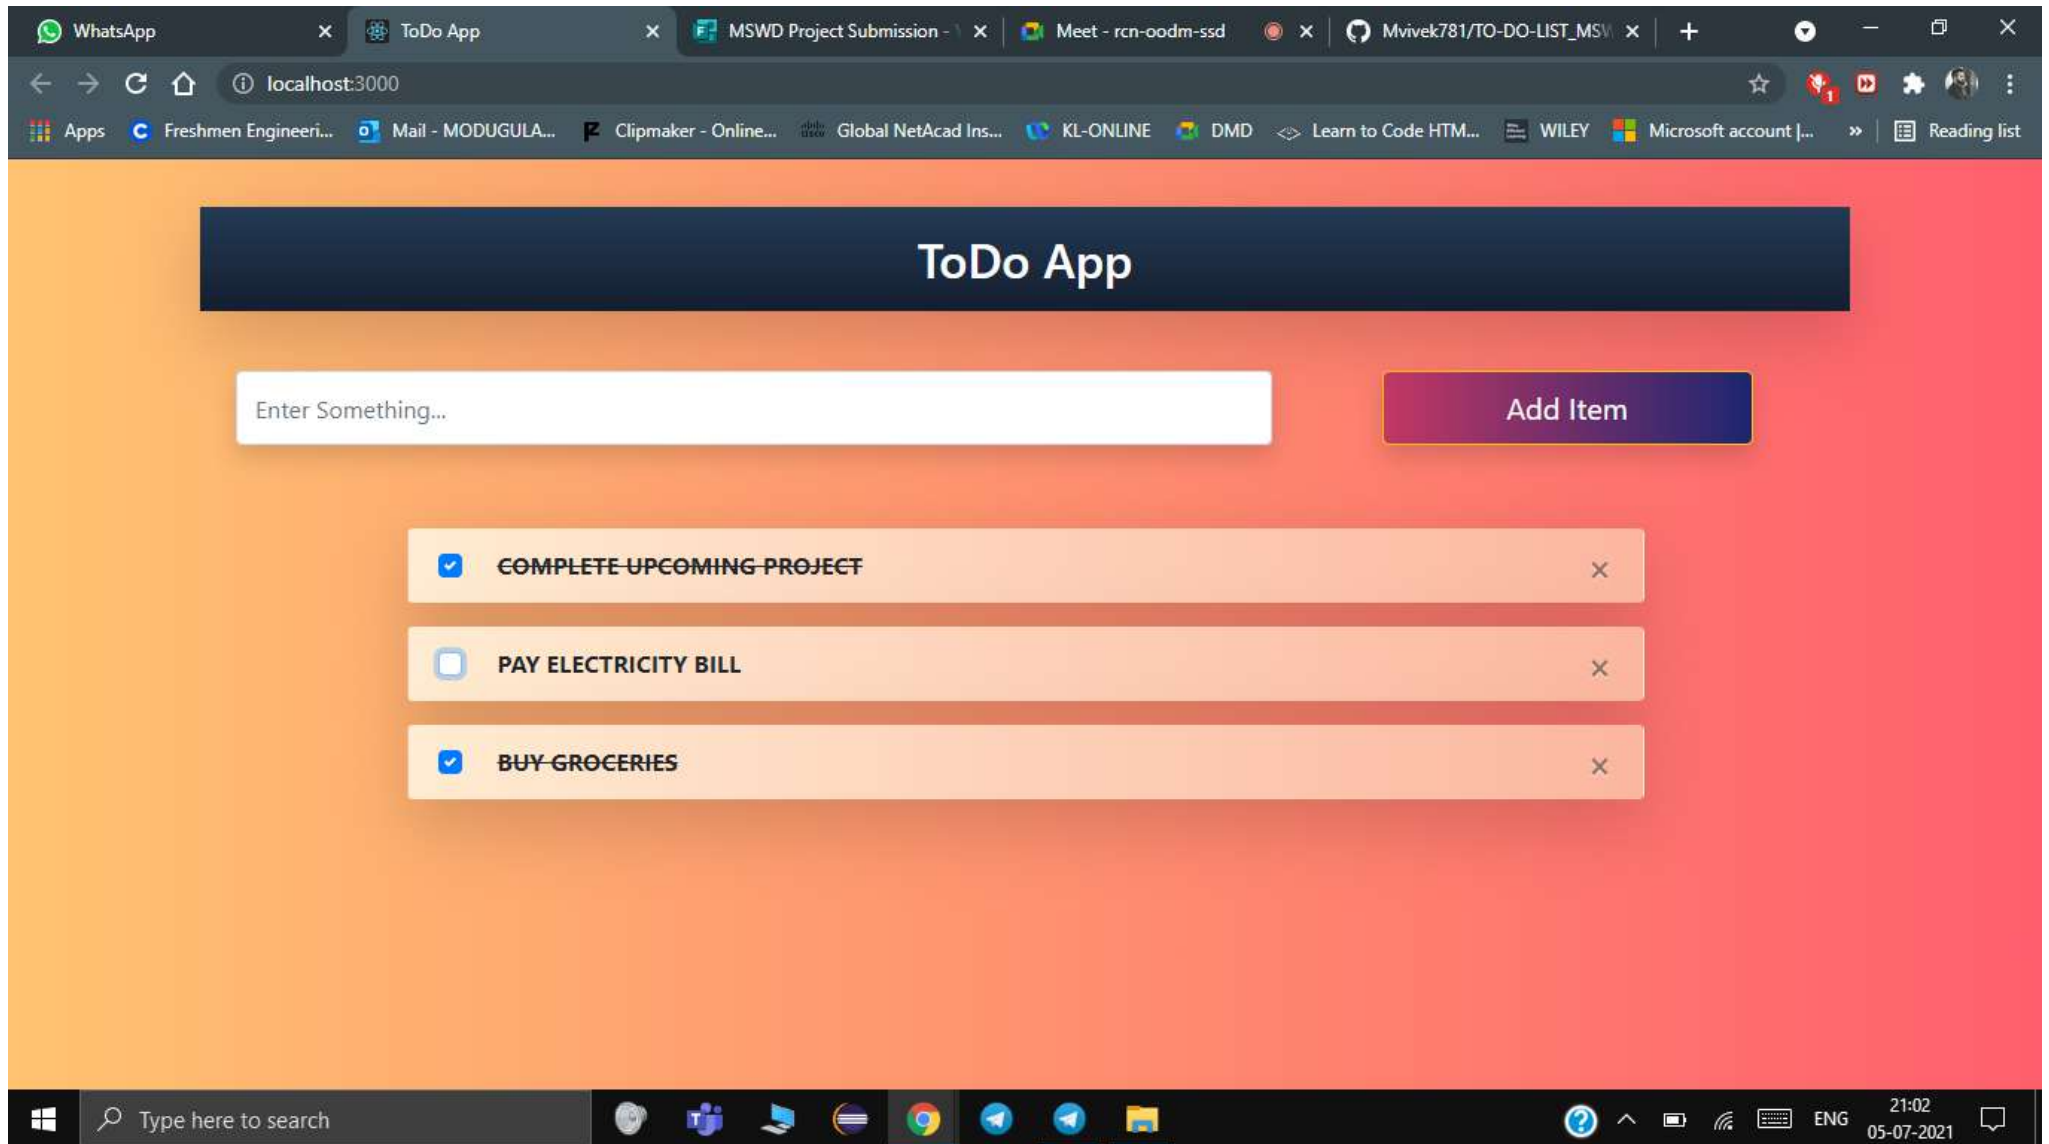 WhatsApp
ToDo App
MSWD Project Submission -
Meet - rcn-oodm-ssd
Mvivek781/TO-DO-LIST_MSW
localhost:3000
1
Apps
Freshmen Engineeri...
Mail - MODUGULA...
Clipmaker - Online...
Global NetAcad Ins...
KL-ONLINE
DMD
Learn to Code HTM...
WILEY
Microsoft account |...
»
Reading list
ToDo App
Enter Something...
Add Item
COMPLETE UPCOMING PROJECT
PAY ELECTRICITY BILL
BUY GROCERIES
Type here to search
ENG
21:02
05-07-2021